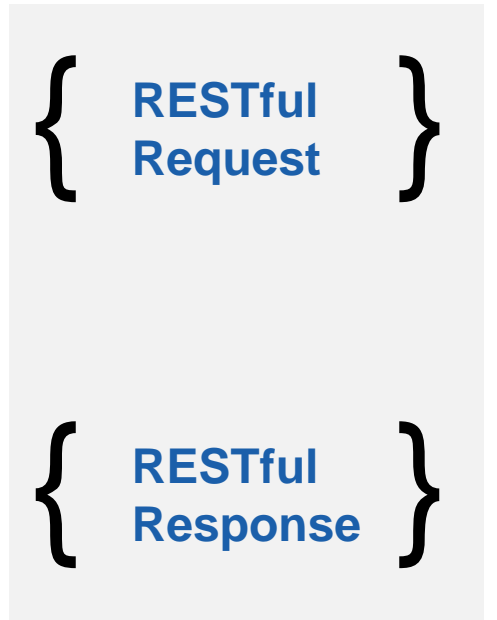 { RESTful }
Request
{ RESTful }
Response